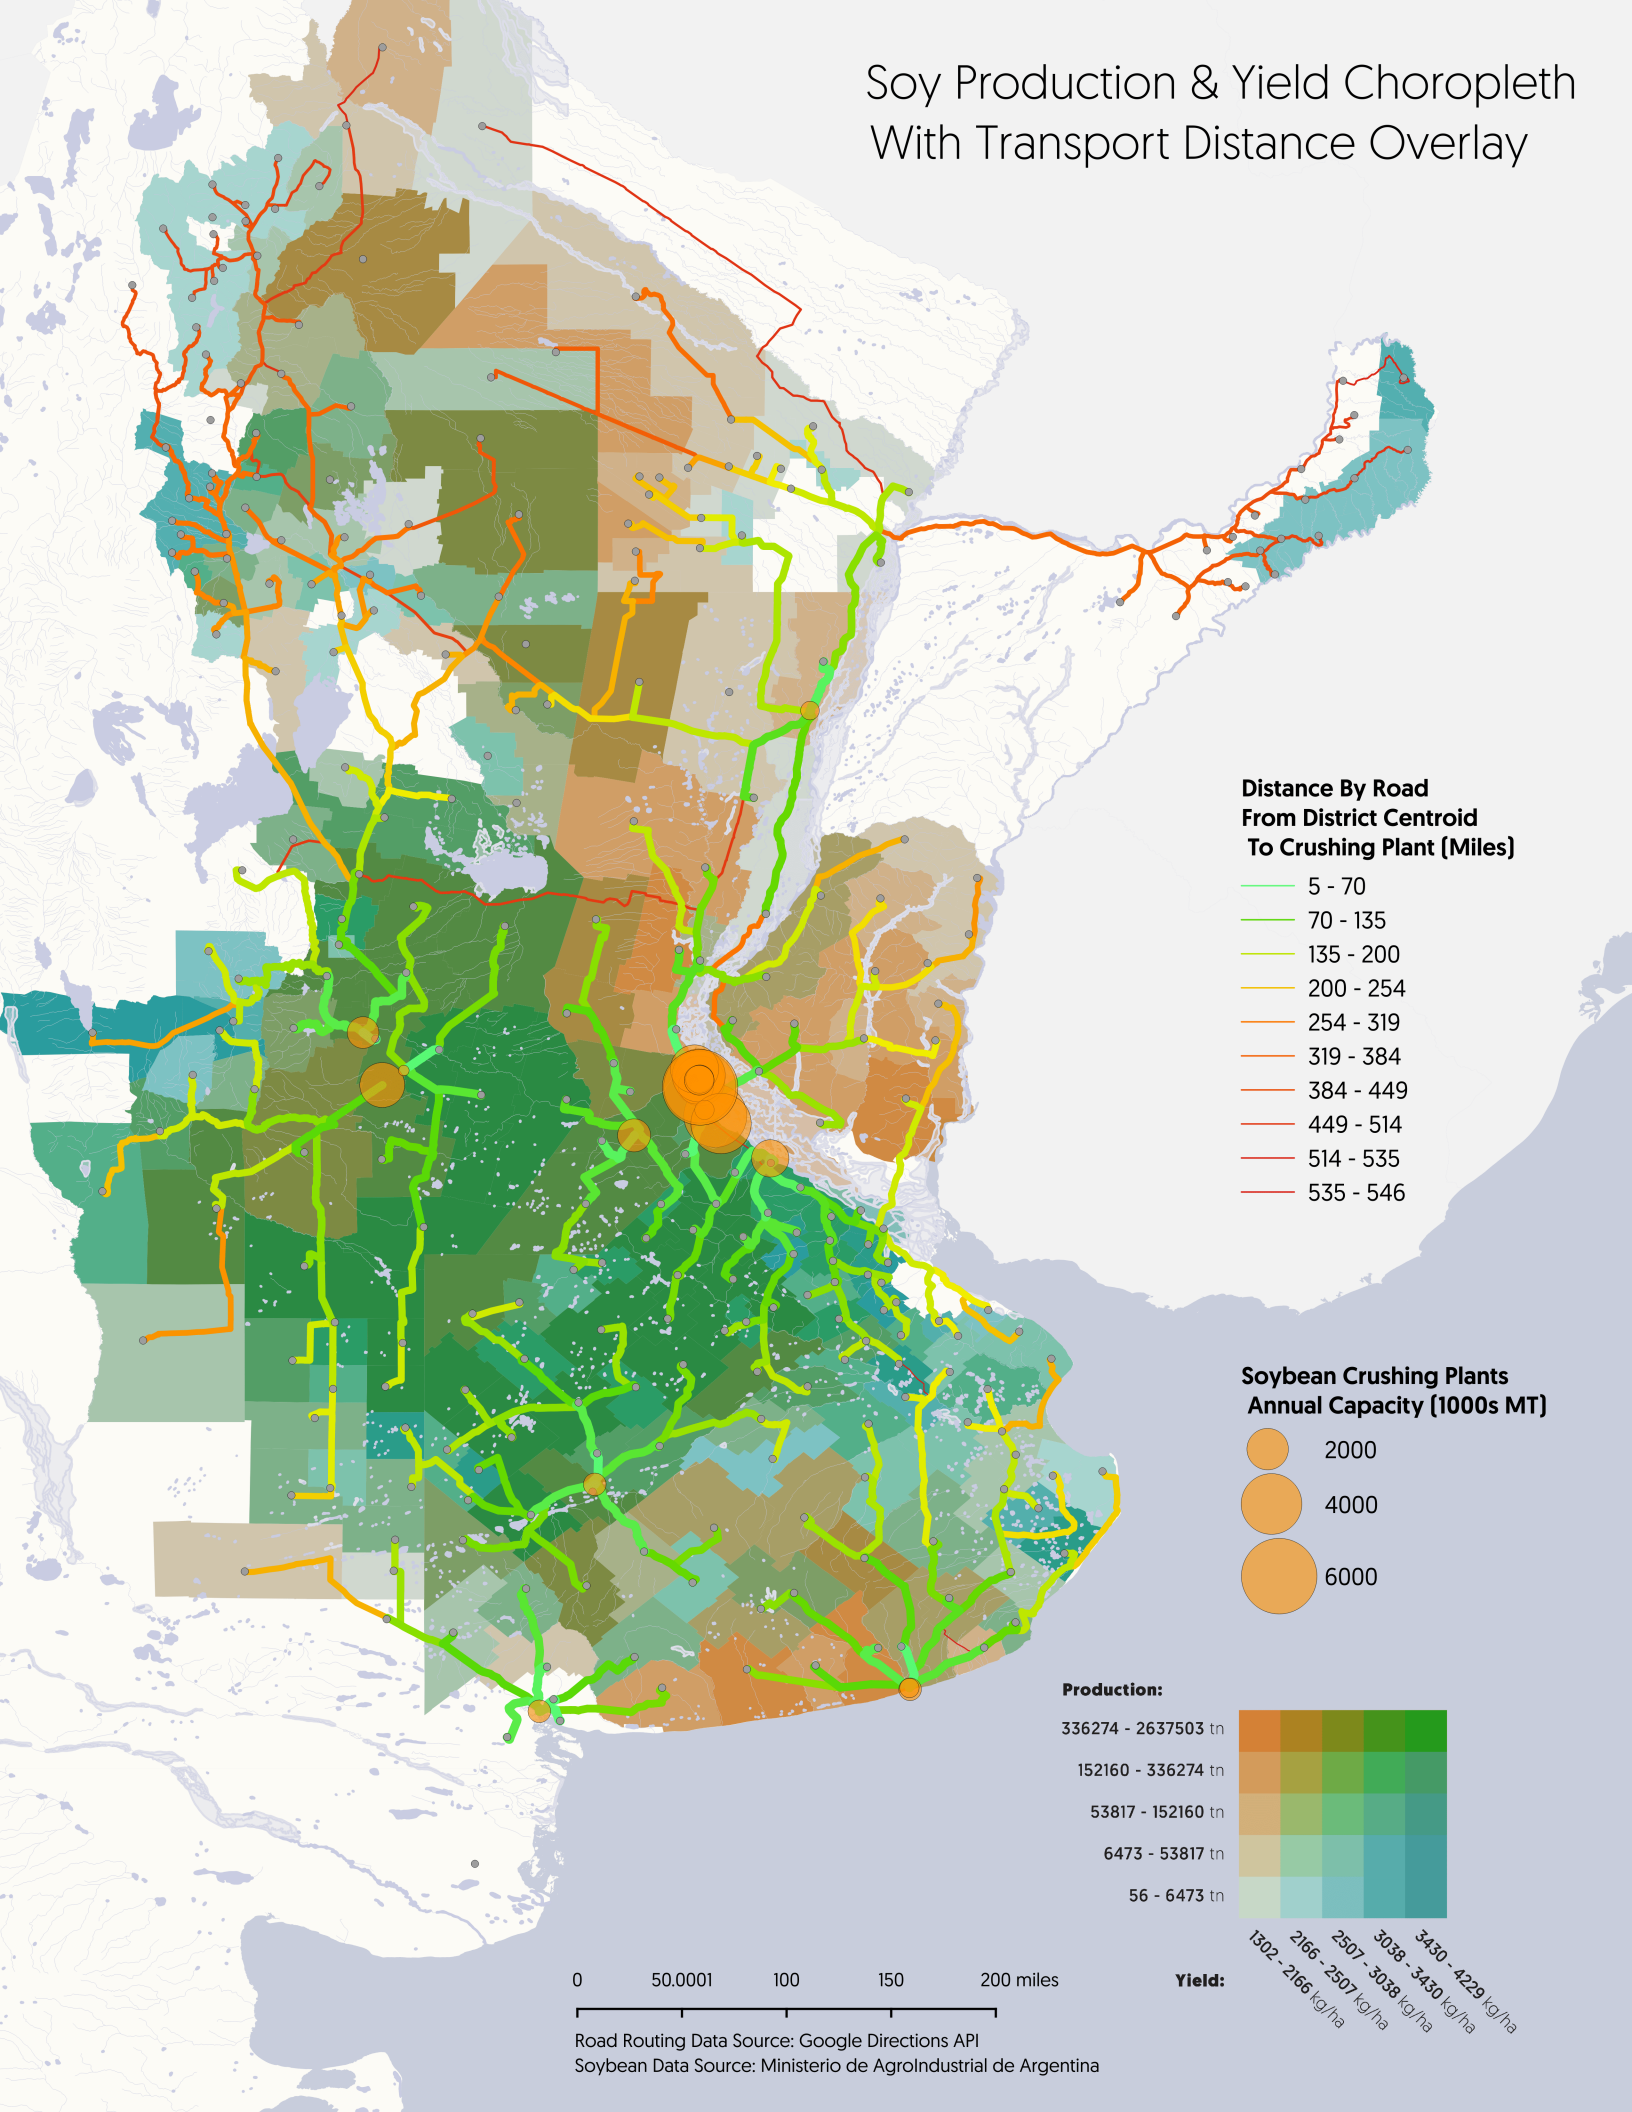 Soy Production & Yield Choropleth
With Transport Distance Overlay
Distance By Road
From District Centroid
To Crushing Plant (Miles)
5 - 70
70 - 135
135 - 200
200 - 254
254 - 319
319 - 384
384 - 449
449 - 514
514 - 535
535 - 546
Soybean Crushing Plants
Annual Capacity (1000s MT)
2000
4000
6000
Production:
336274 - 2637503 tn
152160 - 336274 tn
53817 - 152160 tn
6473 - 53817 tn
56 - 6473 tn
Yield:
1302 - 2166 kg/ha
2166 - 2507 kg/ha
2507 - 3038 kg/ha
3038 - 3430 kg/ha
3430 - 4229 kg/ha
0 50.0001 100 150 200 miles
Road Routing Data Source: Google Directions API
Soybean Data Source: Ministerio de AgroIndustrial de Argentina